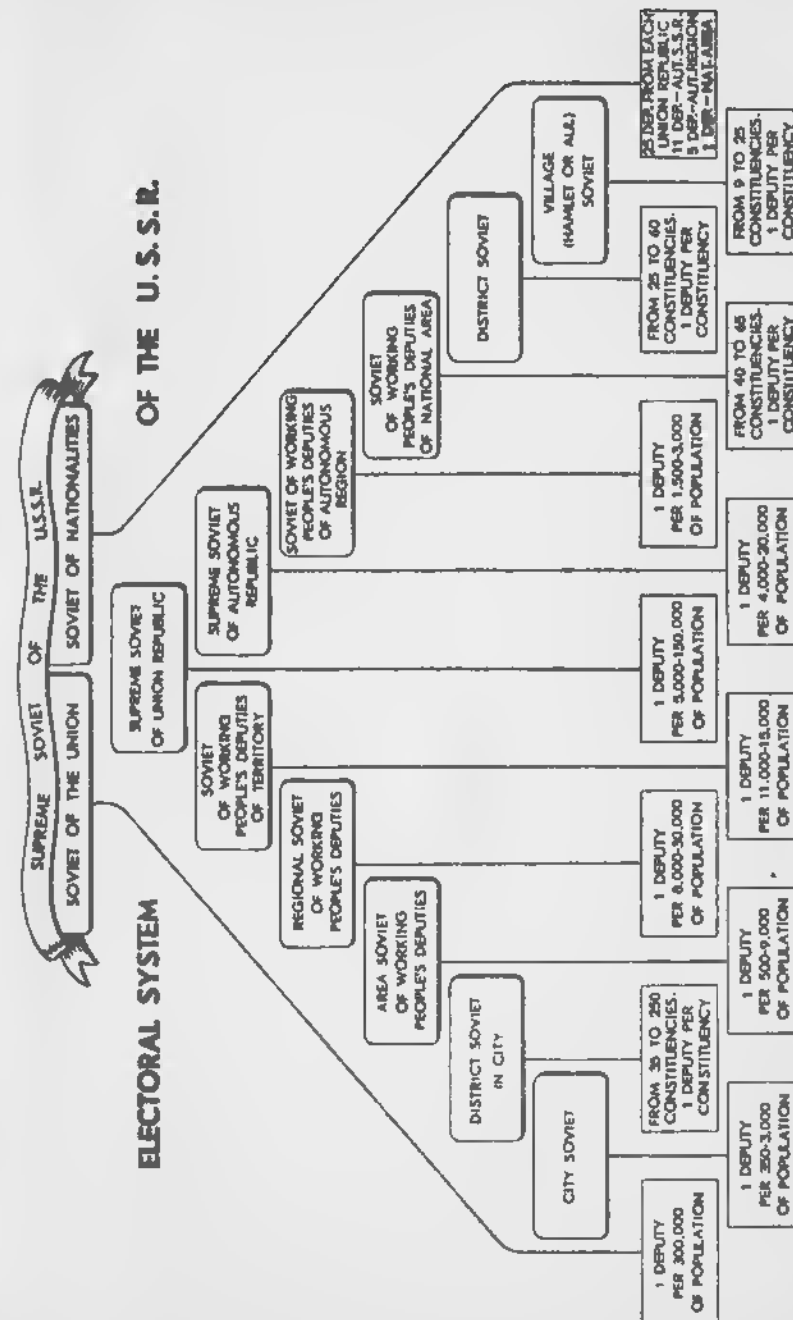 ELECTORAL SYSTEM
OF THE U.S.S.R.
SUPREME SOVIET OF THE U.S.S.R.
SOVIET OF THE UNION
SOVIET OF NATIONALITIES
SUPREME SOVIET
OF UNION REPUBLIC
SOVIET
OF WORKING
PEOPLE'S DEPUTIES
OF TERRITORY
SUPREME SOVIET
OF AUTONOMOUS
REPUBLIC
REGIONAL SOVIET
OF WORKING
PEOPLE'S DEPUTIES
SOVIET OF WORKING
PEOPLE'S DEPUTIES
OF AUTONOMOUS
REGION
AREA SOVIET
OF WORKING
PEOPLE'S DEPUTIES
SOVIET
OF WORKING
PEOPLE'S DEPUTIES
OF NATIONAL AREA
DISTRICT SOVIET
IN CITY
DISTRICT SOVIET
CITY SOVIET
VILLAGE
(HAMLET OR AUL)
SOVIET
1 DEPUTY
PER 300,000
OF POPULATION
FROM 35 TO 250
CONSTITUENCIES.
1 DEPUTY PER
CONSTITUENCY
1 DEPUTY
PER 8,000-30,000
OF POPULATION
1 DEPUTY
PER 5,000-150,000
OF POPULATION
1 DEPUTY
PER 1,500-3,000
OF POPULATION
FROM 25 TO 60
CONSTITUENCIES.
1 DEPUTY PER
CONSTITUENCY
25 DEP. FROM EACH
UNION REPUBLIC
11 DEP.-AUT.S.S.R.
5 DEP.-AUT.REGION
1 DEP.-NAT.AREA
1 DEPUTY
PER 350-3,000
OF POPULATION
1 DEPUTY
PER 500-9,000
OF POPULATION
1 DEPUTY
PER 11,000-15,000
OF POPULATION
1 DEPUTY
PER 4,000-20,000
OF POPULATION
FROM 40 TO 65
CONSTITUENCIES.
1 DEPUTY PER
CONSTITUENCY
FROM 9 TO 25
CONSTITUENCIES.
1 DEPUTY PER
CONSTITUENCY